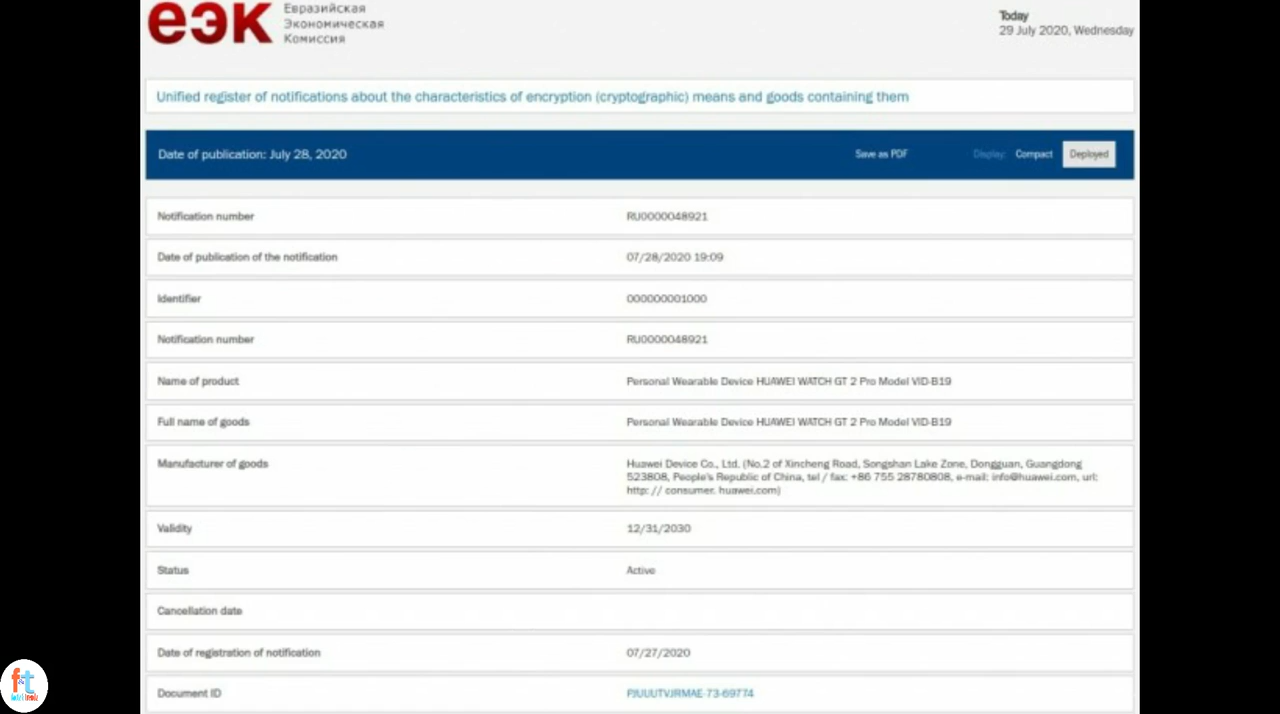 еэк
Евразийская
Экономическая
Комиссия
Today
29 July 2020, Wednesday
Unified register of notifications about the characteristics of encryption (cryptographic) means and goods containing them
Date of publication: July 28, 2020
Save as PDF
Display: Compact Deployed
Notification number RU0000048921
Date of publication of the notification 07/28/2020 19:09
Identifier 000000001000
Notification number RU0000048921
Name of product Personal Wearable Device HUAWEI WATCH GT 2 Pro Model VID-B19
Full name of goods Personal Wearable Device HUAWEI WATCH GT 2 Pro Model VID-B19
Manufacturer of goods Huawei Device Co., Ltd. (No.2 of Xincheng Road, Songshan Lake Zone, Dongguan, Guangdong
523808, People's Republic of China, tel / fax: +86 755 28780808, e-mail: info@huawei.com, url:
http: // consumer. huawei.com)
Validity 12/31/2030
Status Active
Cancellation date
Date of registration of notification 07/27/2020
Document ID PJUUUTVJRMAE-73-69774
f&t